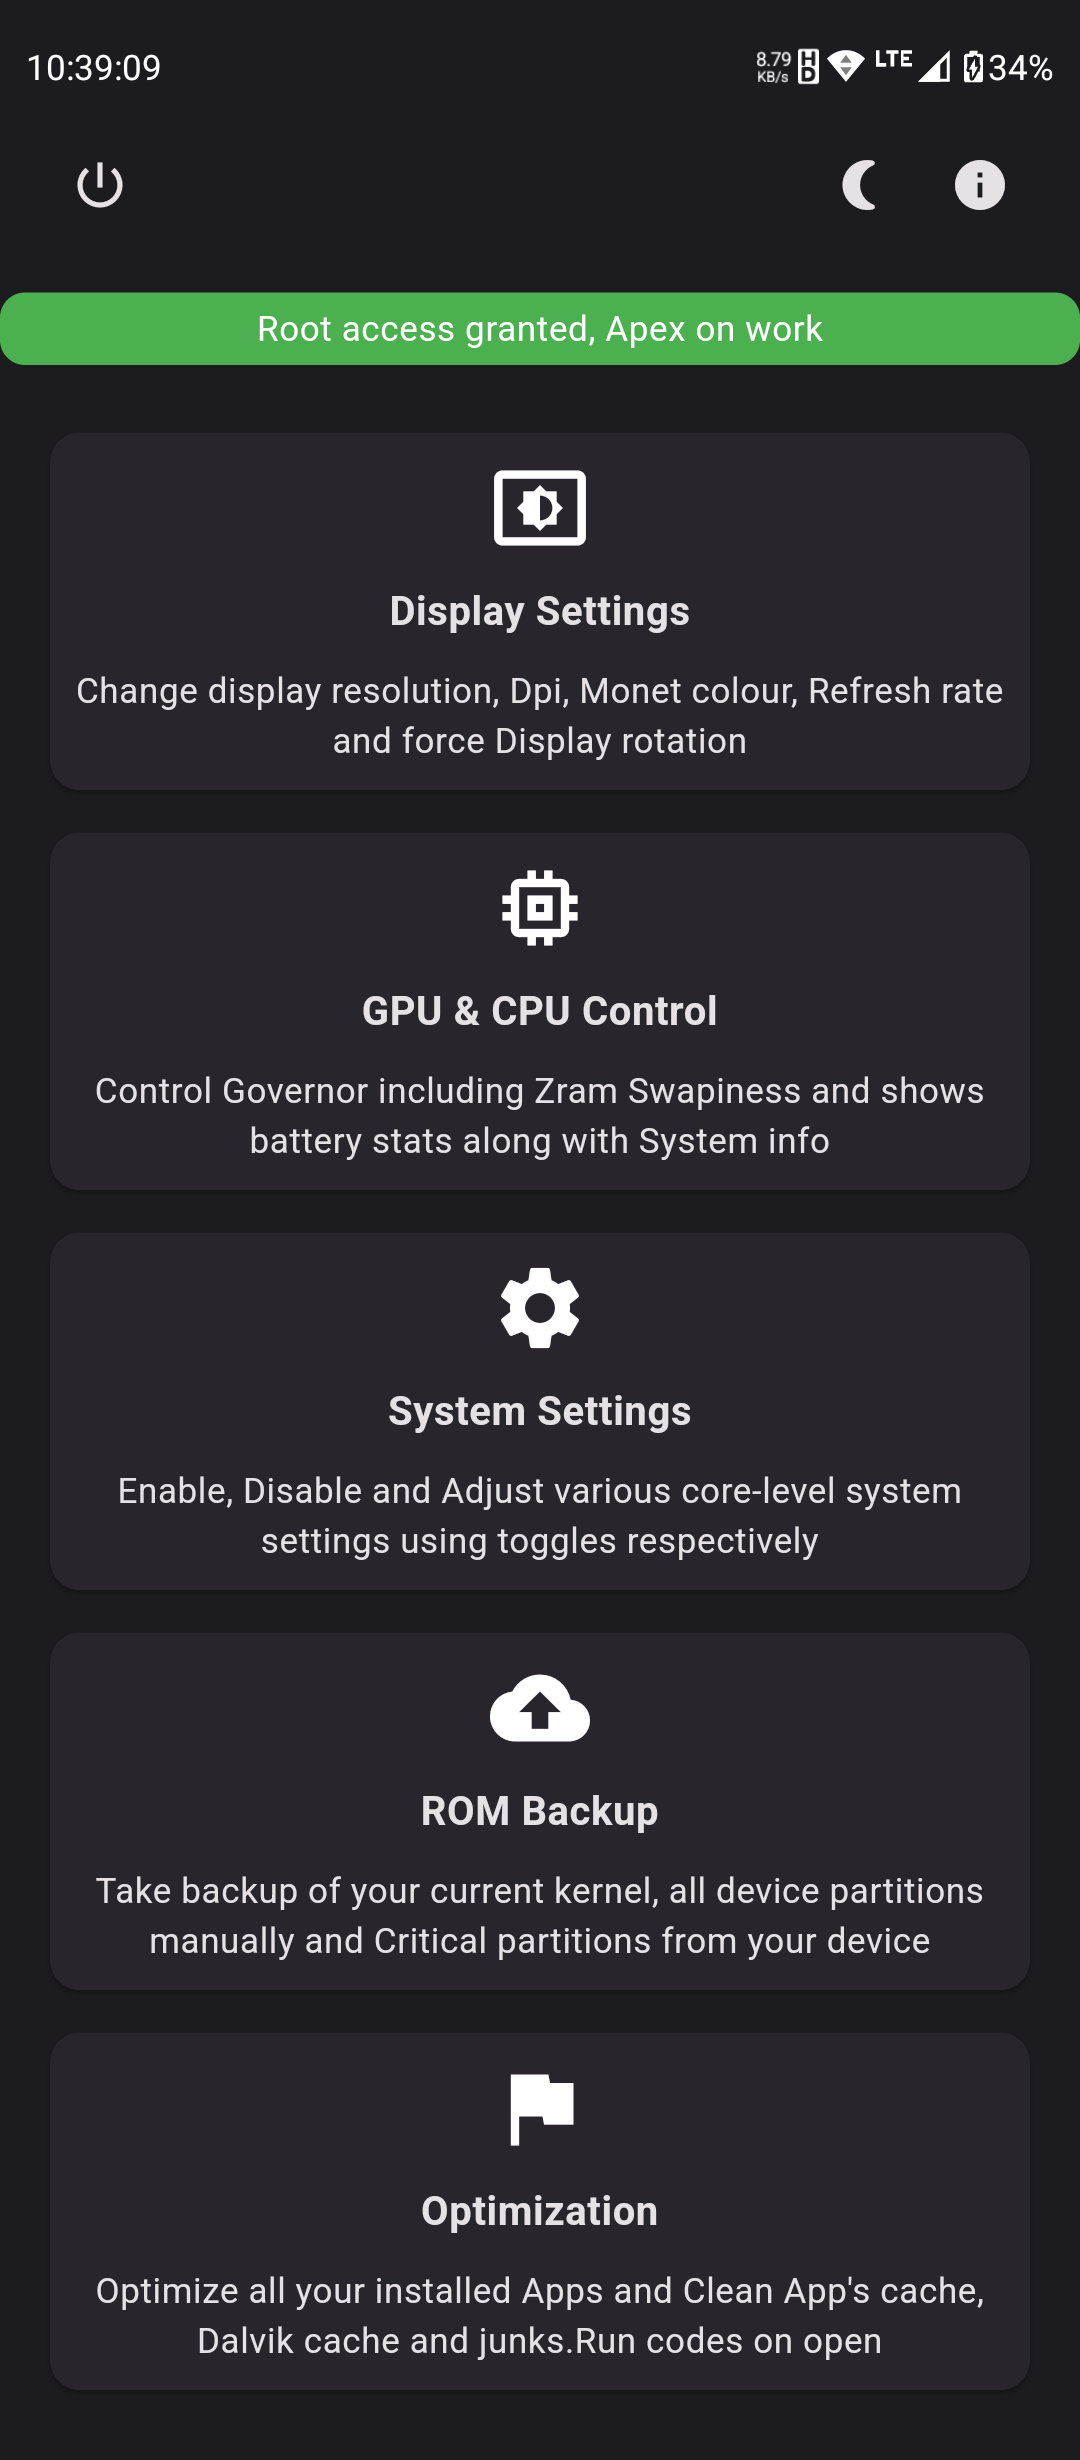 10:39:09
8.79
KB/s
HD
LTE
34%
Root access granted, Apex on work
Display Settings
Change display resolution, Dpi, Monet colour, Refresh rate
and force Display rotation
GPU & CPU Control
Control Governor including Zram Swapiness and shows
battery stats along with System info
System Settings
Enable, Disable and Adjust various core-level system
settings using toggles respectively
ROM Backup
Take backup of your current kernel, all device partitions
manually and Critical partitions from your device
Optimization
Optimize all your installed Apps and Clean App's cache,
Dalvik cache and junks.Run codes on open